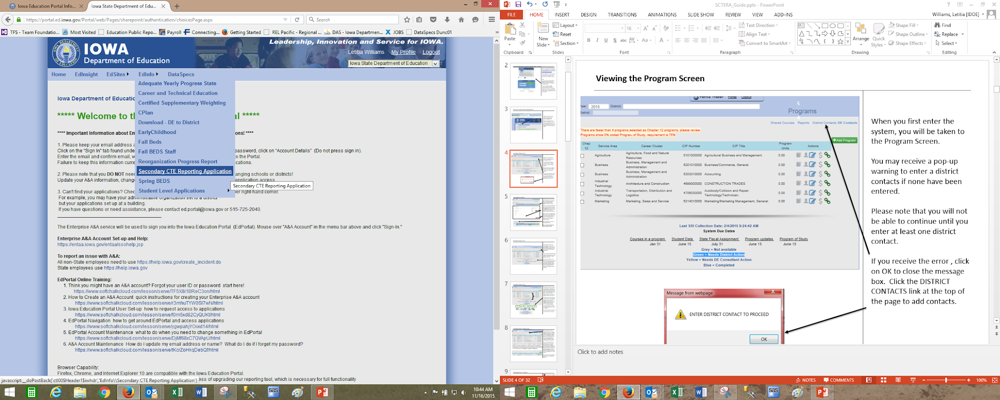 Iowa Education Portal Info...
Iowa State Department of Edu...
https://portal.ed.iowa.gov/Portal/web/Pages/sharepoint/authentication/choicesPage.aspx
Search
TFS - Team Foundatio...
Most Visited
Education Public Repo...
Payroll
Connecting...
Getting Started
REL Pacific - Regional ...
DAS - Iowa Departmen...
JOBS
DataSpecs Dunc01
Leadership, Innovation and Service for IOWA.
IOWA
Department of Education
Letitia Williams My Profile Logout
Iowa State Department of Education
Home EdInsight EdSites EdInfo DataSpecs
Adequate Yearly Progress State
Career and Technical Education
Certified Supplementary Weighting
CPlan
Download - DE to District
EarlyChildhood
Fall Beds
Fall BEDS Staff
Reorganization Progress Report
Secondary CTE Reporting Application
Spring BEDS
Student Level Applications
Secondary CTE Reporting Application
Iowa Department of Educatio
***** Welcome to t al *****
**** Important Information about Em ons! ****
1. Please keep your email address a
Click on the "Sign In" tab found unde password, click on "Account Details" (Do not press sign in).
Enter the email and confirm email, v to the Portal.
Failure to keep this information curre ications.
2. Please note that you DO NOT need anging schools or districts!
Update your A&A information, chang application access
3. Can't find your applications? Chec er right-hand corner.
For example, you may have your administrative organization set to a district
but your applications set up at a building.
If you have questions or need assistance, please contact ed.portal@iowa.gov or 515-725-2040.
The Enterprise A&A service will be used to sign you into the Iowa Education Portal (EdPortal). Mouse over "A&A Account" in the menu bar above and click "Sign-In."
Enterprise A&A Account Set-up and Help:
https://entaa.iowa.gov/entaa/ssohelp.jsp
To report an issue with A&A:
All non-State employees need to use https://help.iowa.gov/create_incident.do
State employees use https://help.iowa.gov
EdPortal Online Training:
1. Think you might have an A&A account? Forgot your user ID or password start here!
https://www.softchalkcloud.com/lesson/serve/TF5X8i1BReC3on/html
2. How to Create an A&A Account quick instructions for creating your Enterprise A&A account
https://www.softchalkcloud.com/lesson/serve/r3mhuTYW0SI7wN/html
3. Iowa Education Portal User Set-up how to request access to applications
https://www.softchalkcloud.com/lesson/serve/f0m5xd82CyQUKf/html
4. EdPortal Navigation how to get around EdPortal and access applications
https://www.softchalkcloud.com/lesson/serve/ygwpahjYOoid14/html
5. EdPortal Account Maintenance what to do when you need to change something in EdPortal
https://www.softchalkcloud.com/lesson/serve/DjMf68xC7QVApU/html
6. A&A Account Maintenance How do I update my email address or name? What do I do if I forget my password?
https://www.softchalkcloud.com/lesson/serve/tKcrZoHkqDebQf/html
Browser Capability:
Firefox, Chrome, and Internet Explorer 10 are compatible with the Iowa Education Portal.
ess of upgrading our reporting tool, which is necessary for full functionality
javascript:__doPostBack('ctl00$Header1$iwhdr','EdInfo\\Secondary CTE Reporting Application')
sas
10:44 AM
11/16/2015
SCTERA_Guide.pptx - PowerPoint
FILE HOME INSERT DESIGN TRANSITIONS ANIMATIONS SLIDE SHOW REVIEW VIEW ADD-INS
Williams, Letitia [IDOE]
Paste
Clipboard
New
Slide
Layout
Reset
Section
Slides
16
B I U S abc AV Aa A
Font
Text Direction
Align Text
Convert to SmartArt
Paragraph
Arrange
Quick
Styles
Shape Fill
Shape Outline
Shape Effects
Drawing
Find
Replace
Select
Editing
2
3
4
5
6
7
8
9
Viewing the Program Screen
Patricia Thieben Portal Logout
ear: 2015 District:
istrict:
5
Programs
Shared Courses Reports District Contacts DE Contacts
There are fewer than 4 programs selected as Chapter 12 programs, please review.
Programs show 0% coded Program of Study, requirement is 75%
+Add Program
Chap 12 Service Area Career Cluster CIP Number CIP Title Program Units Actions
Agriculture Agriculture, Food and Natural Resources 0101000000 Agricultural Business and Management. 0.00
Business Business, Management and Administration 5201010000 Business/Commerce, General. 0.00
Business Business, Management and Administration 5203010000 Accounting. 0.00
Industrial Technology Architecture and Construction 4699000000 CONSTRUCTION TRADES 0.00
Industrial Technology Transportation, Distribution and Logistics 4706030000 Autobody/Collision and Repair Technology/Technician. 0.00
Marketing Marketing, Sales and Service 5214010000 Marketing/Marketing Management, General. 0.00
Last SRI Collection Date: 2/4/2015 9:24:42 AM
System Due Dates
Courses in a program Student Data State Fiscal Assignment Program updates Program of Study
Jan 31 June 15 July 31 June 15 June 15
Grey = Not available
Green = Needs District Action
Yellow = Needs DE Consultant Action
Blue = Completed
When you first enter the
system, you will be taken to
the Program Screen.
You may receive a pop-up
warning to enter a district
contacts if none have been
entered.
Please note that you will not
be able to continue until you
enter at least one district
contact.
If you receive the error , click
on OK to close the message
box. Click the DISTRICT
CONTACTS link at the top of
the page to add contacts.
Message from webpage
ENTER DISTRICT CONTACT TO PROCEED
OK
Click to add notes
SLIDE 4 OF 32
NOTES
COMMENTS
100%
sas